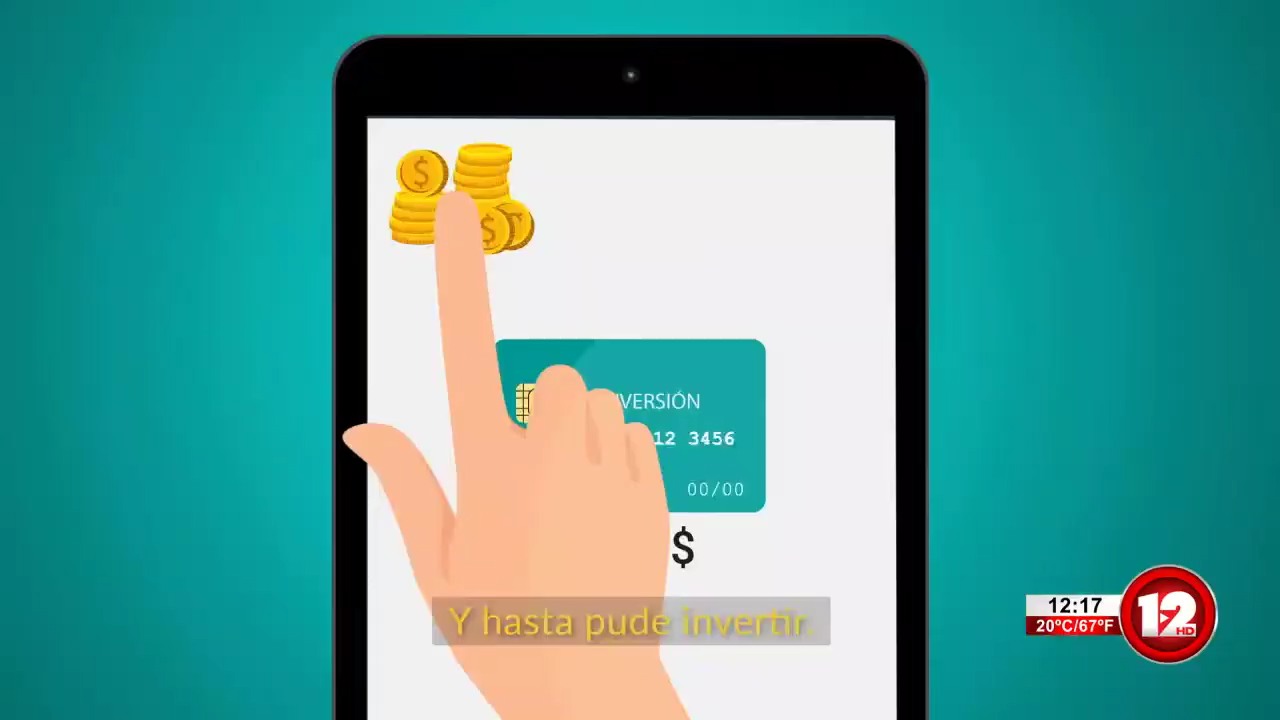 VERSIÓN
12 3456
00/00
$
Y hasta pude invertir.
12:17
20°C/67°F
12
HD